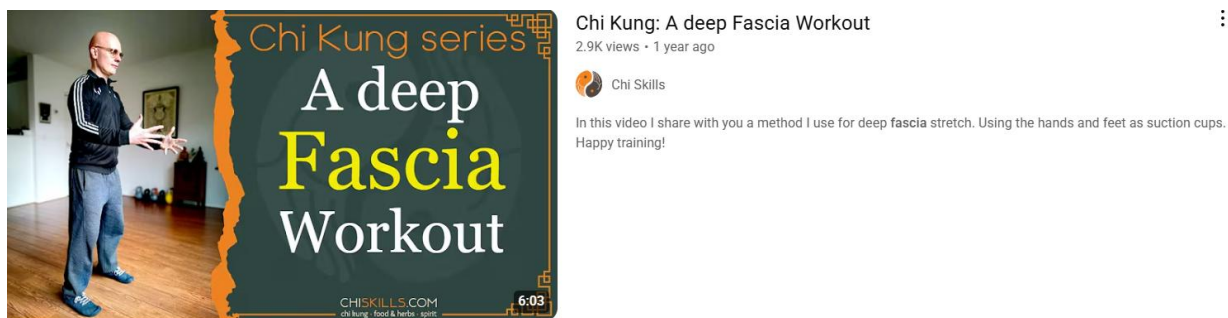 Chi Kung series
A deep
Fascia
Workout
CHISKILLS.COM
chi kung · food & herbs · spirit
6:03
Chi Kung: A deep Fascia Workout
2.9K views • 1 year ago
Chi Skills
In this video I share with you a method I use for deep fascia stretch. Using the hands and feet as suction cups.
Happy training!